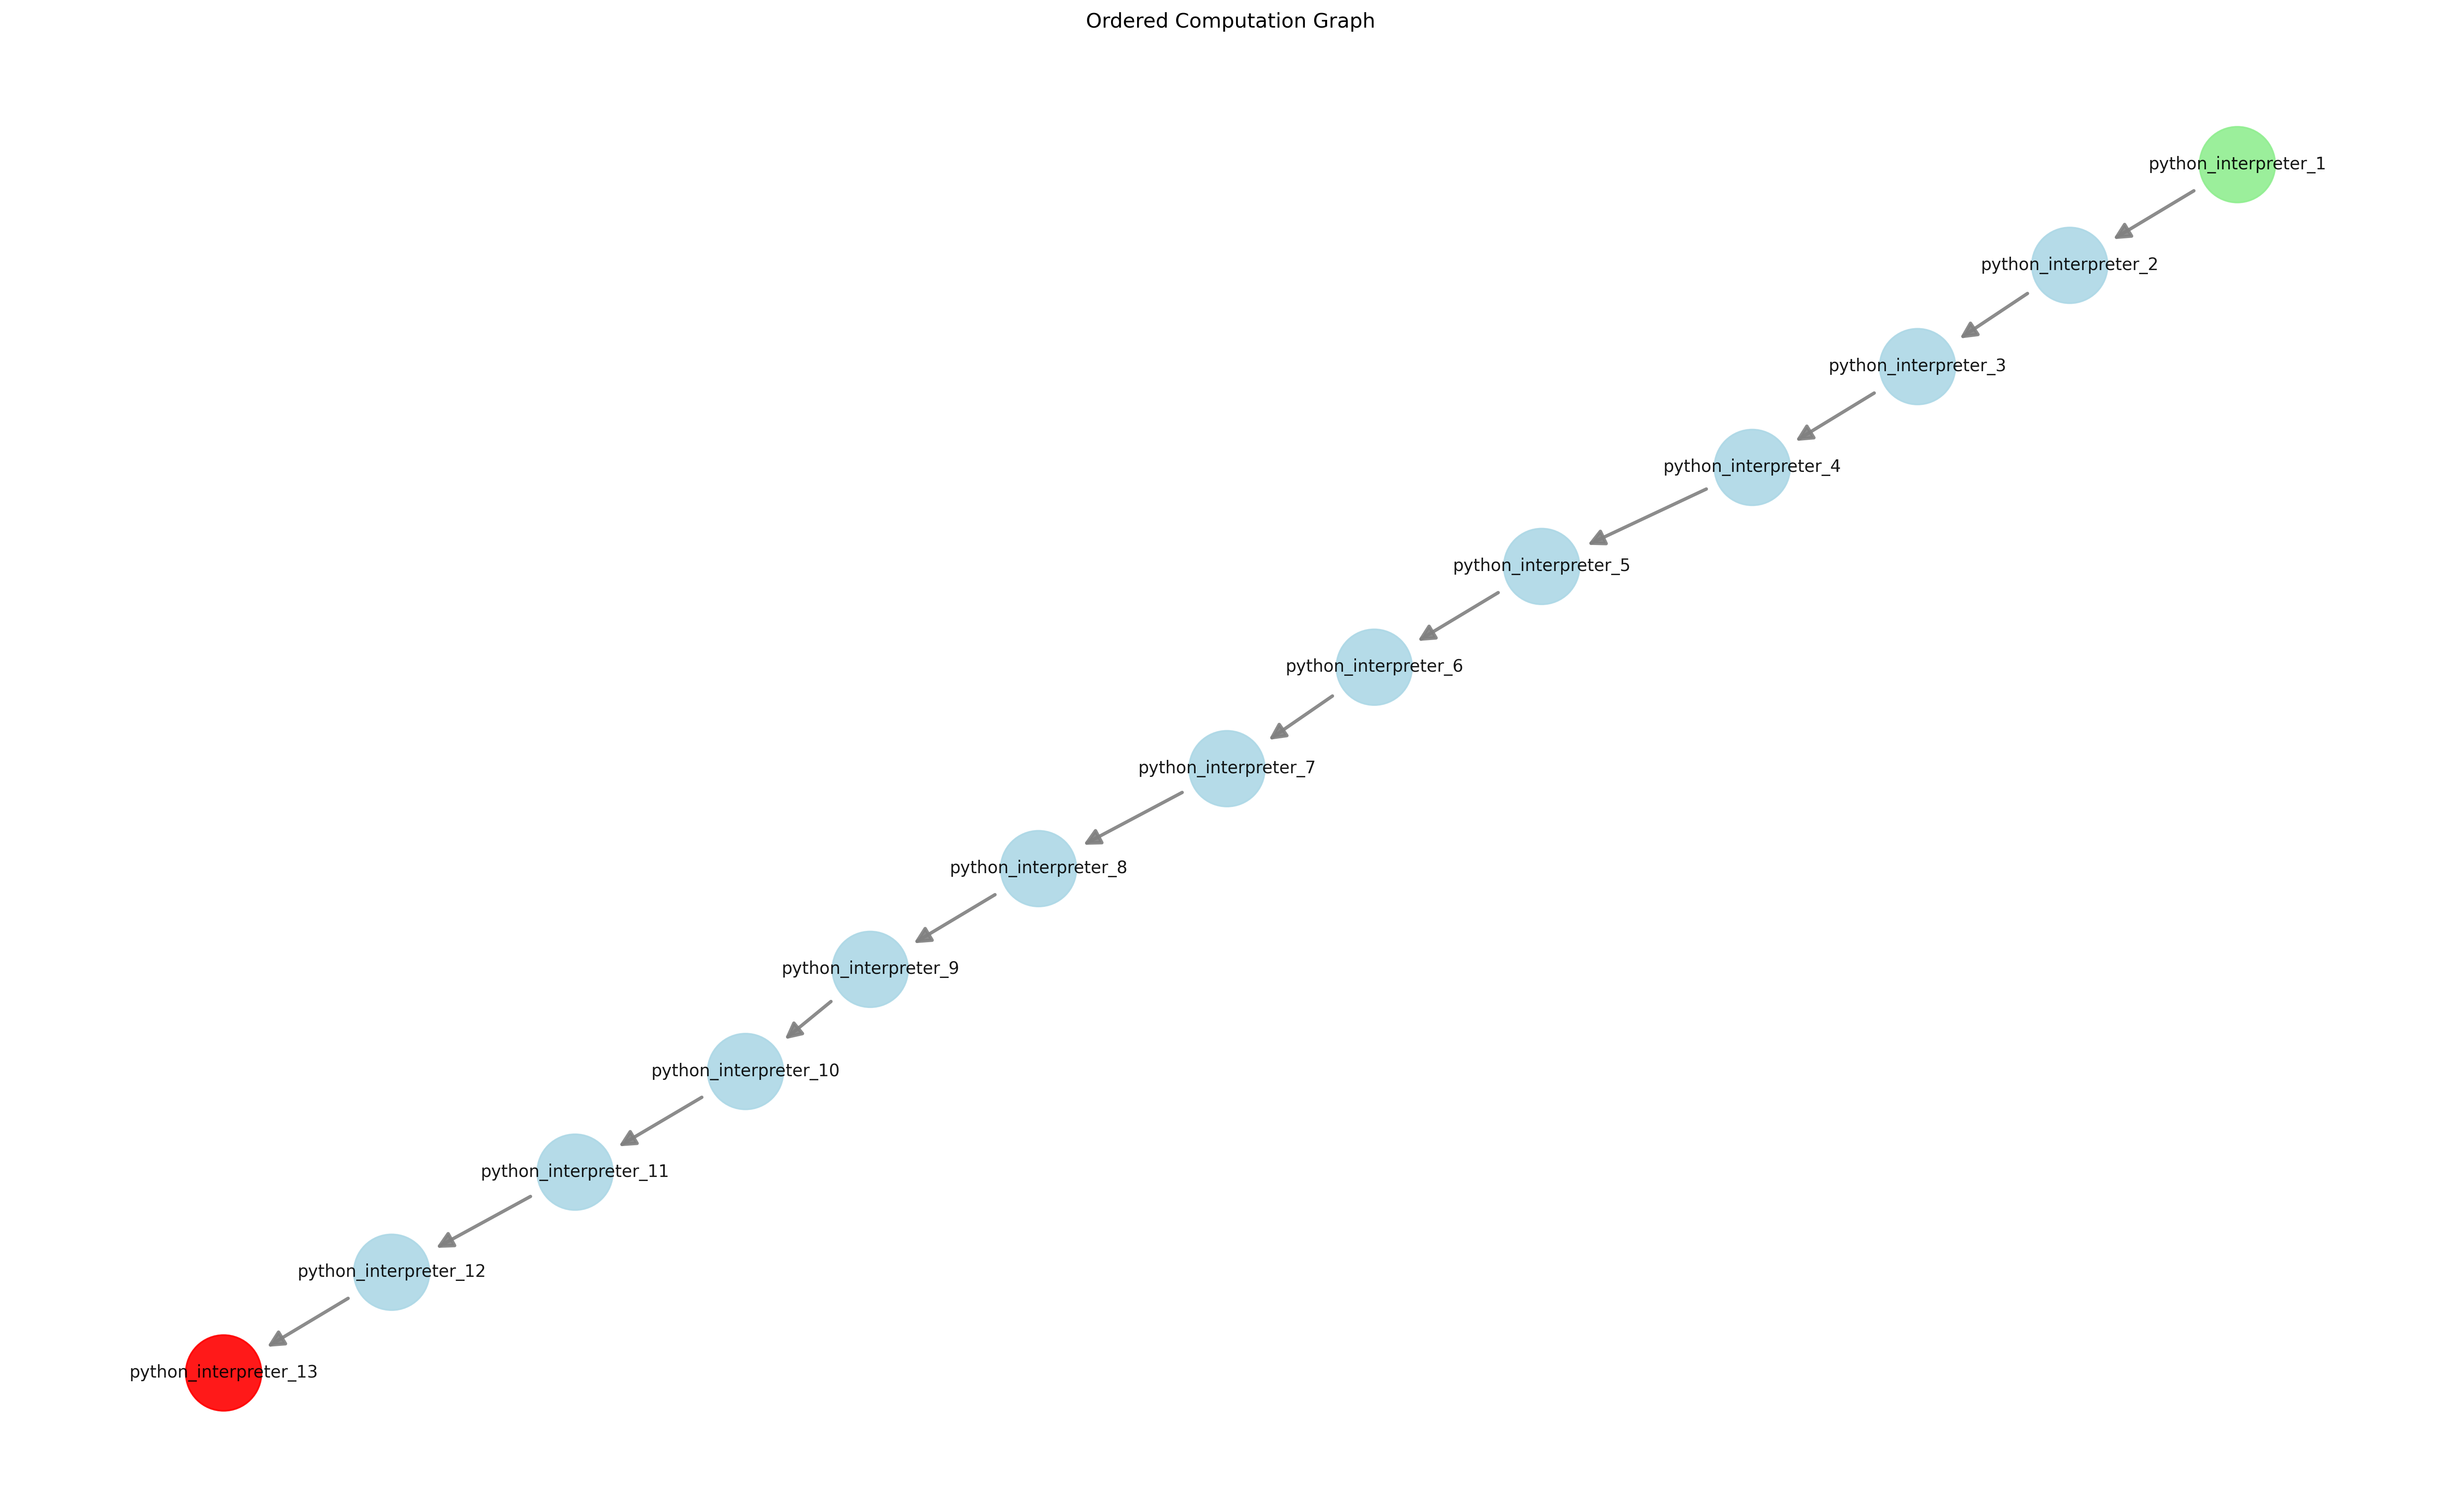 Ordered Computation Graph
python_interpreter_1
python_interpreter_2
python_interpreter_3
python_interpreter_4
python_interpreter_5
python_interpreter_6
python_interpreter_7
python_interpreter_8
python_interpreter_9
python_interpreter_10
python_interpreter_11
python_interpreter_12
python_interpreter_13